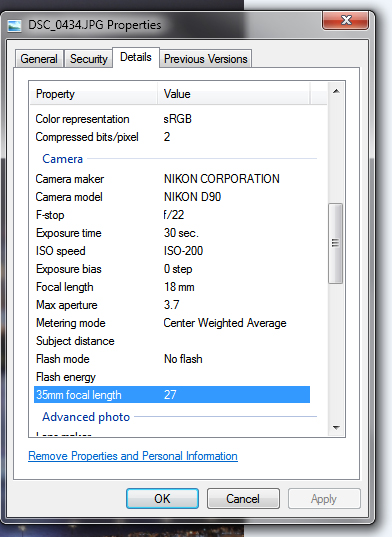 DSC_0434.JPG Properties
General Security Details Previous Versions
Property Value
Color representation sRGB
Compressed bits/pixel 2
Camera
Camera maker NIKON CORPORATION
Camera model NIKON D90
F-stop f/22
Exposure time 30 sec.
ISO speed ISO-200
Exposure bias 0 step
Focal length 18 mm
Max aperture 3.7
Metering mode Center Weighted Average
Subject distance
Flash mode No flash
Flash energy
35mm focal length 27
Advanced photo
Remove Properties and Personal Information
OK Cancel Apply